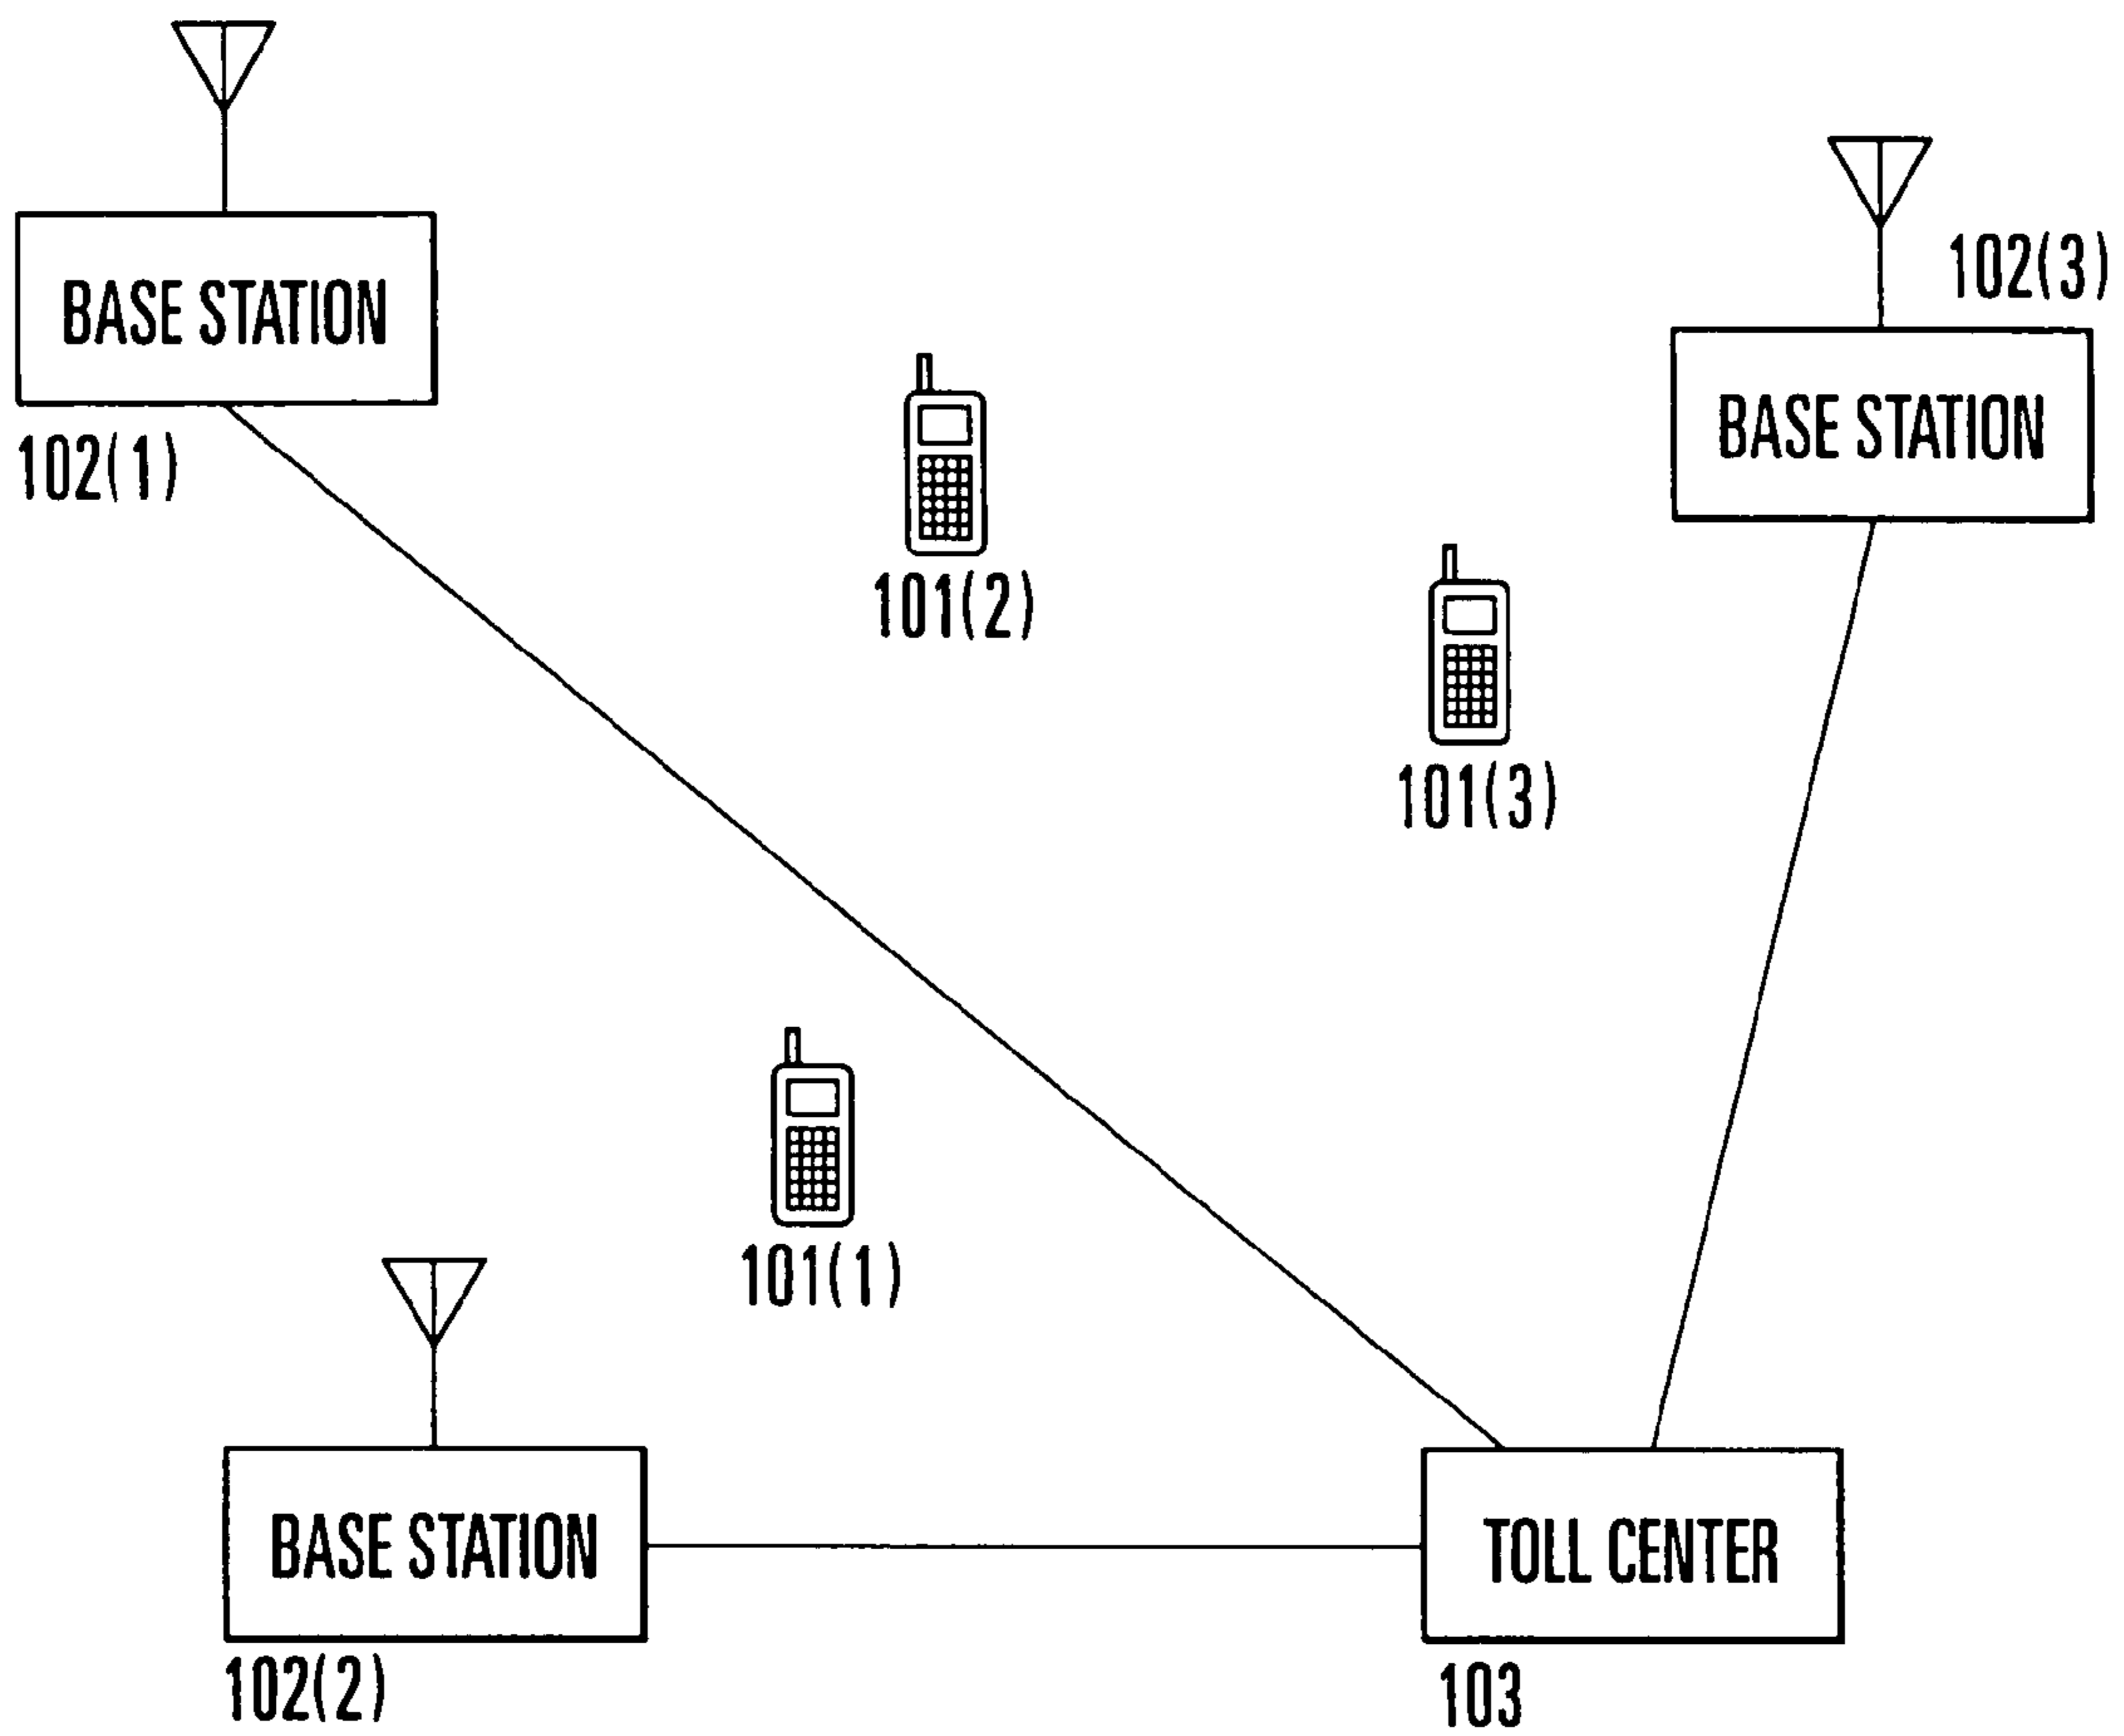 BASE STATION
102(1)
102(3)
BASE STATION
101(2)
101(3)
101(1)
BASE STATION
102(2)
TOLL CENTER
103